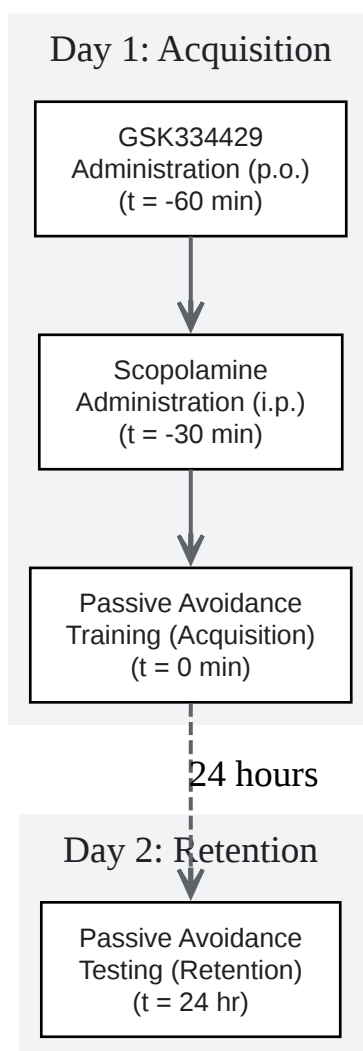 Day 1: Acquisition
GSK334429
Administration (p.o.)
(t = -60 min)
Scopolamine
Administration (i.p.)
(t = -30 min)
Passive Avoidance
Training (Acquisition)
(t = 0 min)
24 hours
Day 2: Retention
Passive Avoidance
Testing (Retention)
(t = 24 hr)